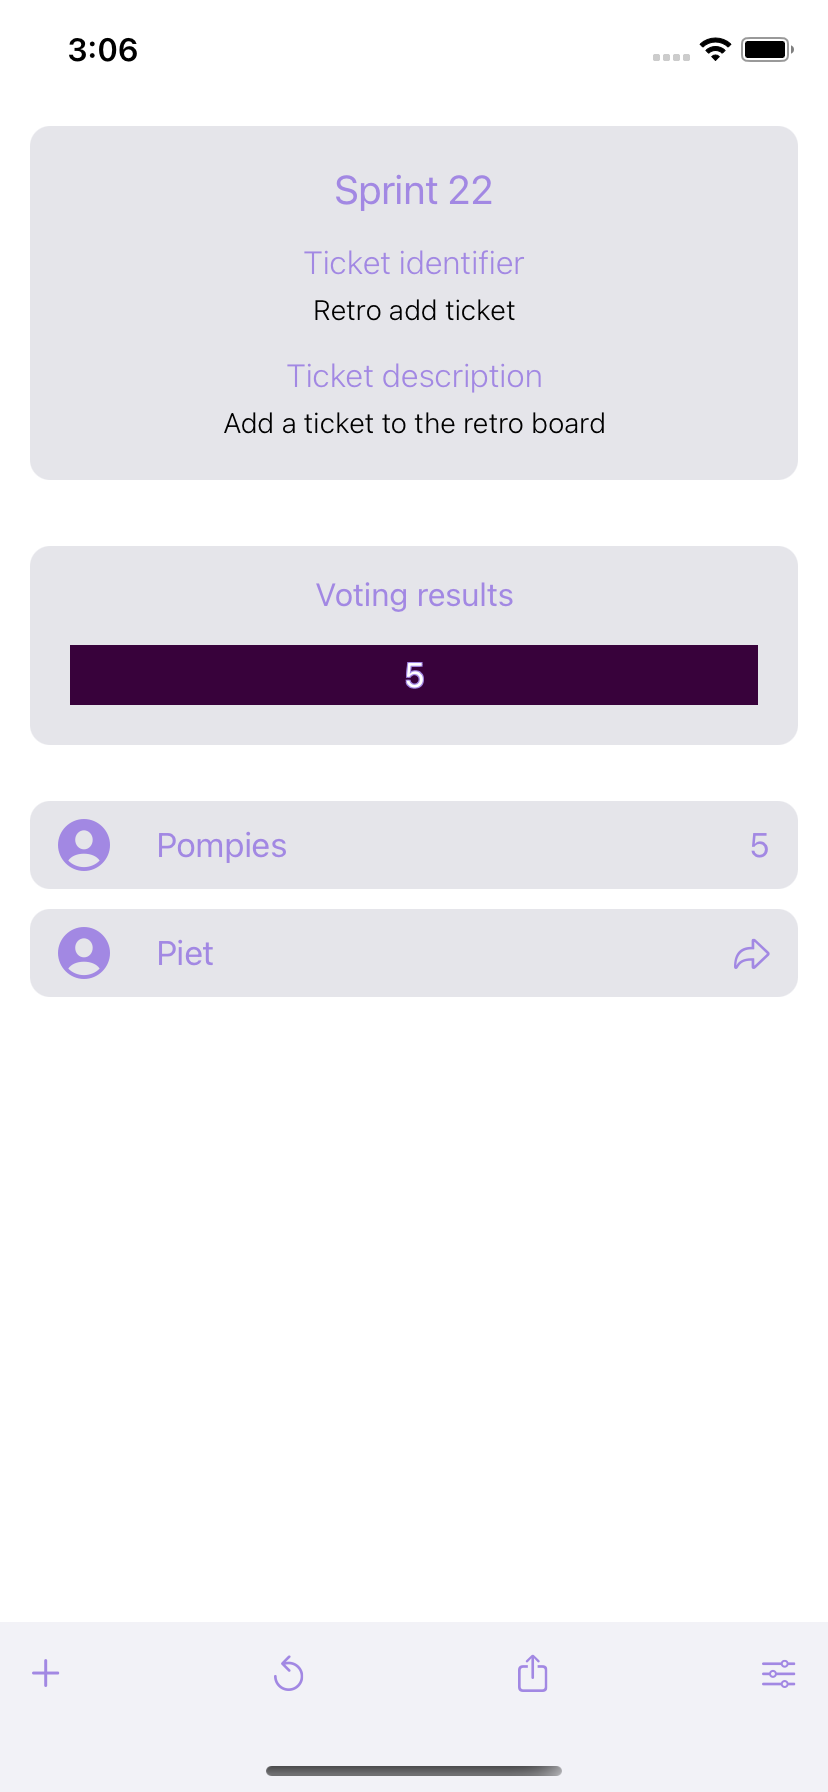 3:06
Sprint 22
Ticket identifier
Retro add ticket
Ticket description
Add a ticket to the retro board
Voting results
5
Pompies 5
Piet